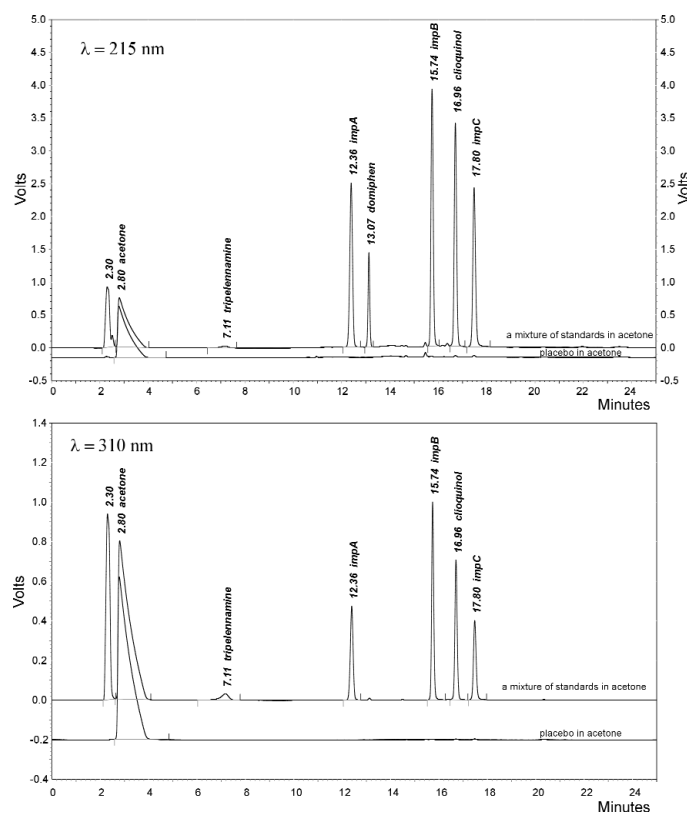 λ = 215 nm
5.0
4.5
4.0
3.5
3.0
2.5
2.0
1.5
1.0
0.5
0.0
-0.5
Volts
2.30
2.80 acetone
7.11 tripelennamine
12.36 impA
13.07 domiphen
15.74 impB
16.96 clioquinol
17.80 impC
a mixture of standards in acetone
placebo in acetone
5.0
4.5
4.0
3.5
3.0
2.5
2.0
1.5
1.0
0.5
0.0
-0.5
Volts
0 2 4 6 8 10 12 14 16 18 20 22 24
Minutes
λ = 310 nm
1.4
1.2
1.0
0.8
0.6
0.4
0.2
0.0
-0.2
-0.4
Volts
2.30
2.80 acetone
7.11 tripelennamine
12.36 impA
15.74 impB
16.96 clioquinol
17.80 impC
a mixture of standards in acetone
placebo in acetone
0 2 4 6 8 10 12 14 16 18 20 22 24
Minutes